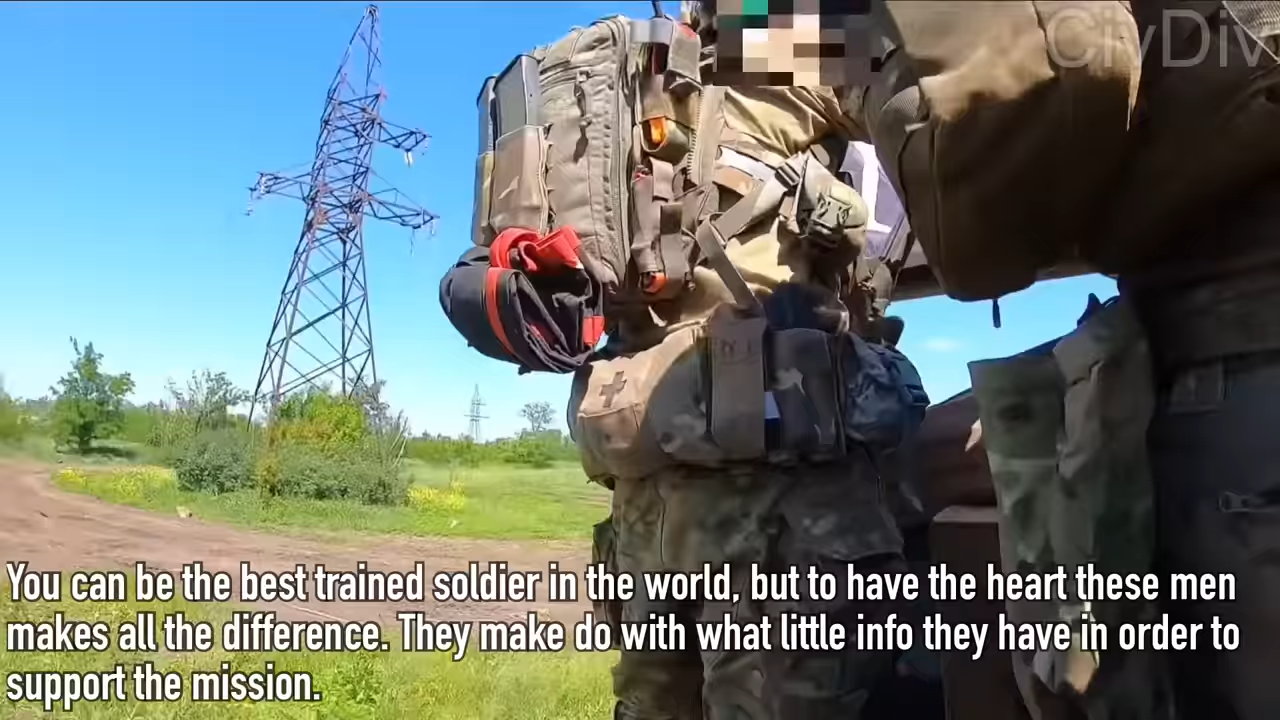 CivDiv
You can be the best trained soldier in the world, but to have the heart these men
makes all the difference. They make do with what little info they have in order to
support the mission.